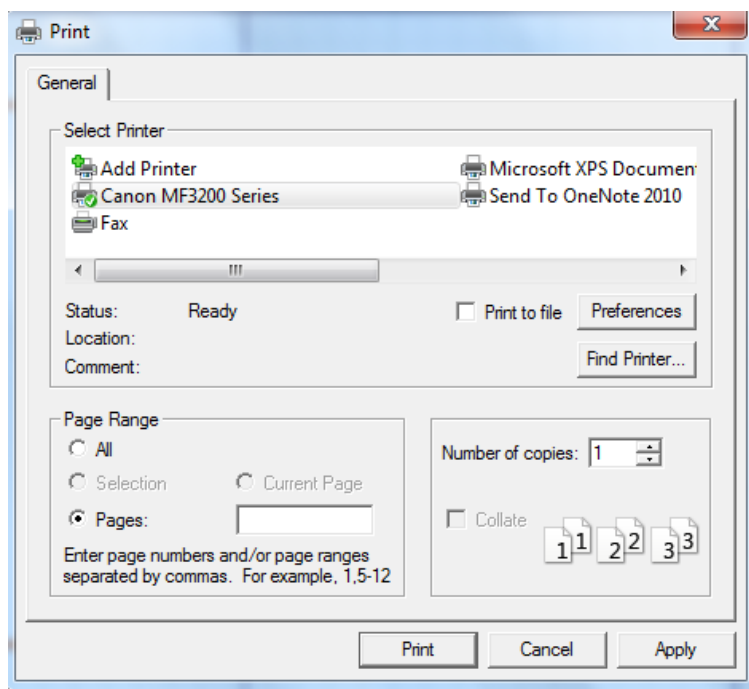 Print
General
Select Printer
Add Printer
Microsoft XPS Documen
Canon MF3200 Series
Send To OneNote 2010
Fax
Status: Ready
Print to file
Preferences
Location:
Find Printer...
Comment:
Page Range
All
Selection
Current Page
Pages:
Enter page numbers and/or page ranges
separated by commas. For example, 1,5-12
Number of copies: 1
Collate
1 1 2 2 3 3
Print
Cancel
Apply